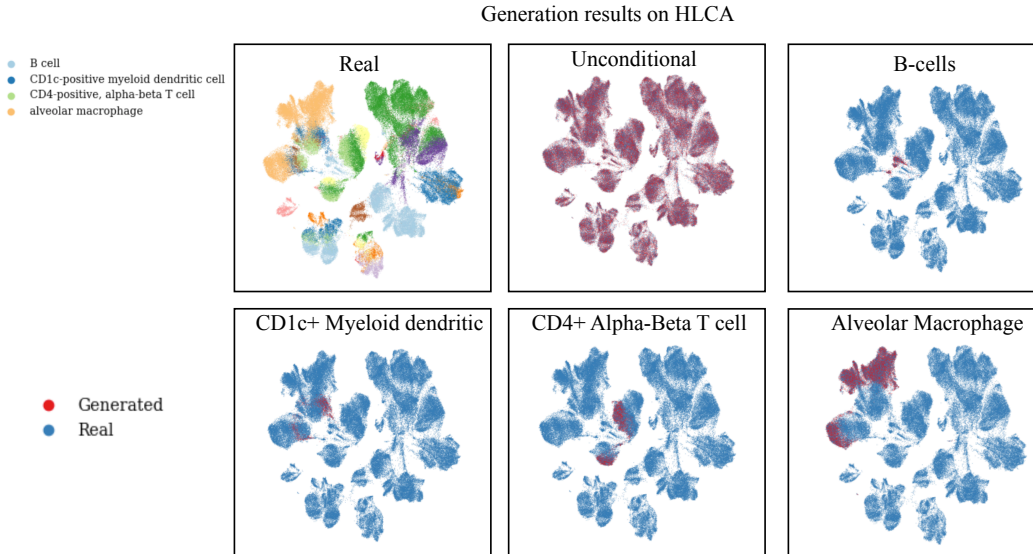 Generation results on HLCA
B cell
CD1c-positive myeloid dendritic cell
CD4-positive, alpha-beta T cell
alveolar macrophage
Real
Unconditional
B-cells
CD1c+ Myeloid dendritic
CD4+ Alpha-Beta T cell
Alveolar Macrophage
Generated
Real